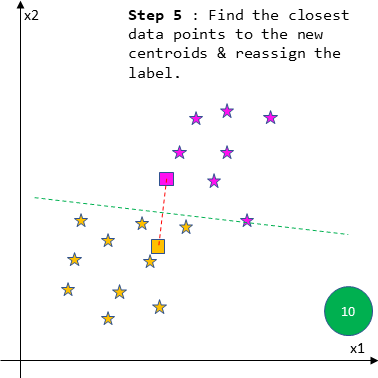 x2
Step 5 : Find the closest
data points to the new
centroids & reassign the
label.
10
x1